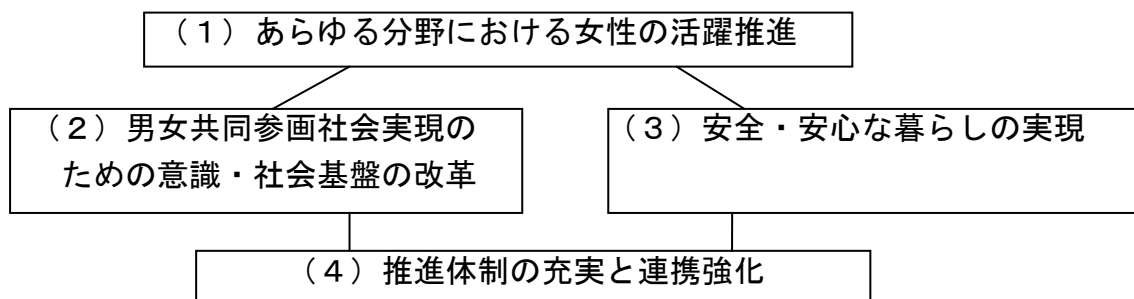 （１）あらゆる分野における女性の活躍推進
（２）男女共同参画社会実現の
ための意識・社会基盤の改革
（３）安全・安心な暮らしの実現
（４）推進体制の充実と連携強化